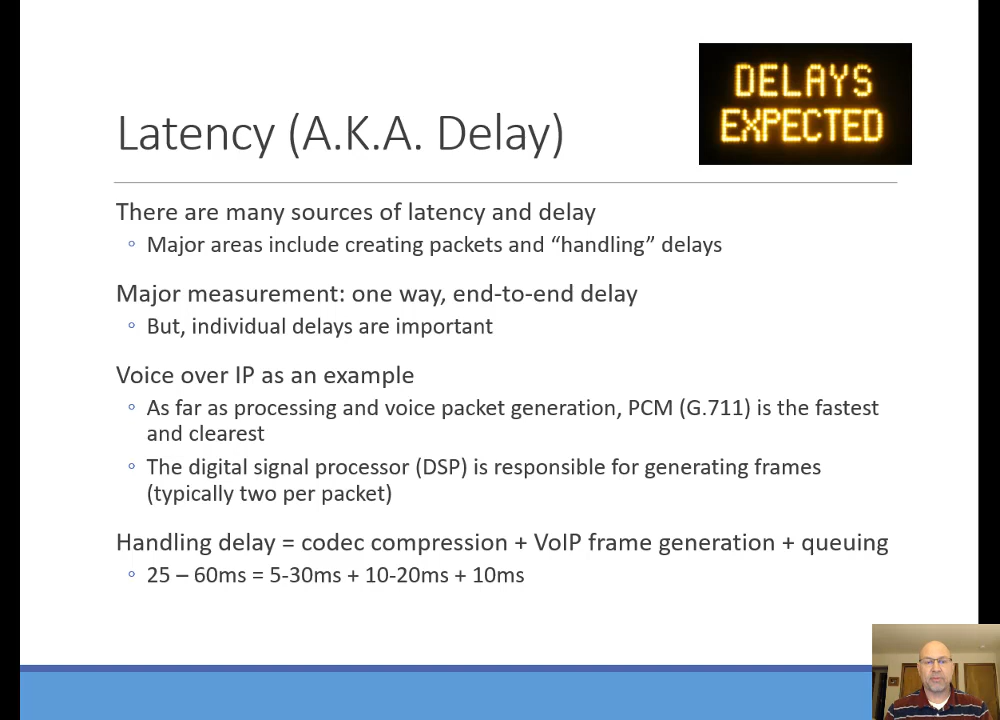 DELAYS
EXPECTED
Latency (A.K.A. Delay)
There are many sources of latency and delay
◦ Major areas include creating packets and “handling” delays
Major measurement: one way, end-to-end delay
◦ But, individual delays are important
Voice over IP as an example
◦ As far as processing and voice packet generation, PCM (G.711) is the fastest
and clearest
◦ The digital signal processor (DSP) is responsible for generating frames
(typically two per packet)
Handling delay = codec compression + VoIP frame generation + queuing
◦ 25 – 60ms = 5-30ms + 10-20ms + 10ms